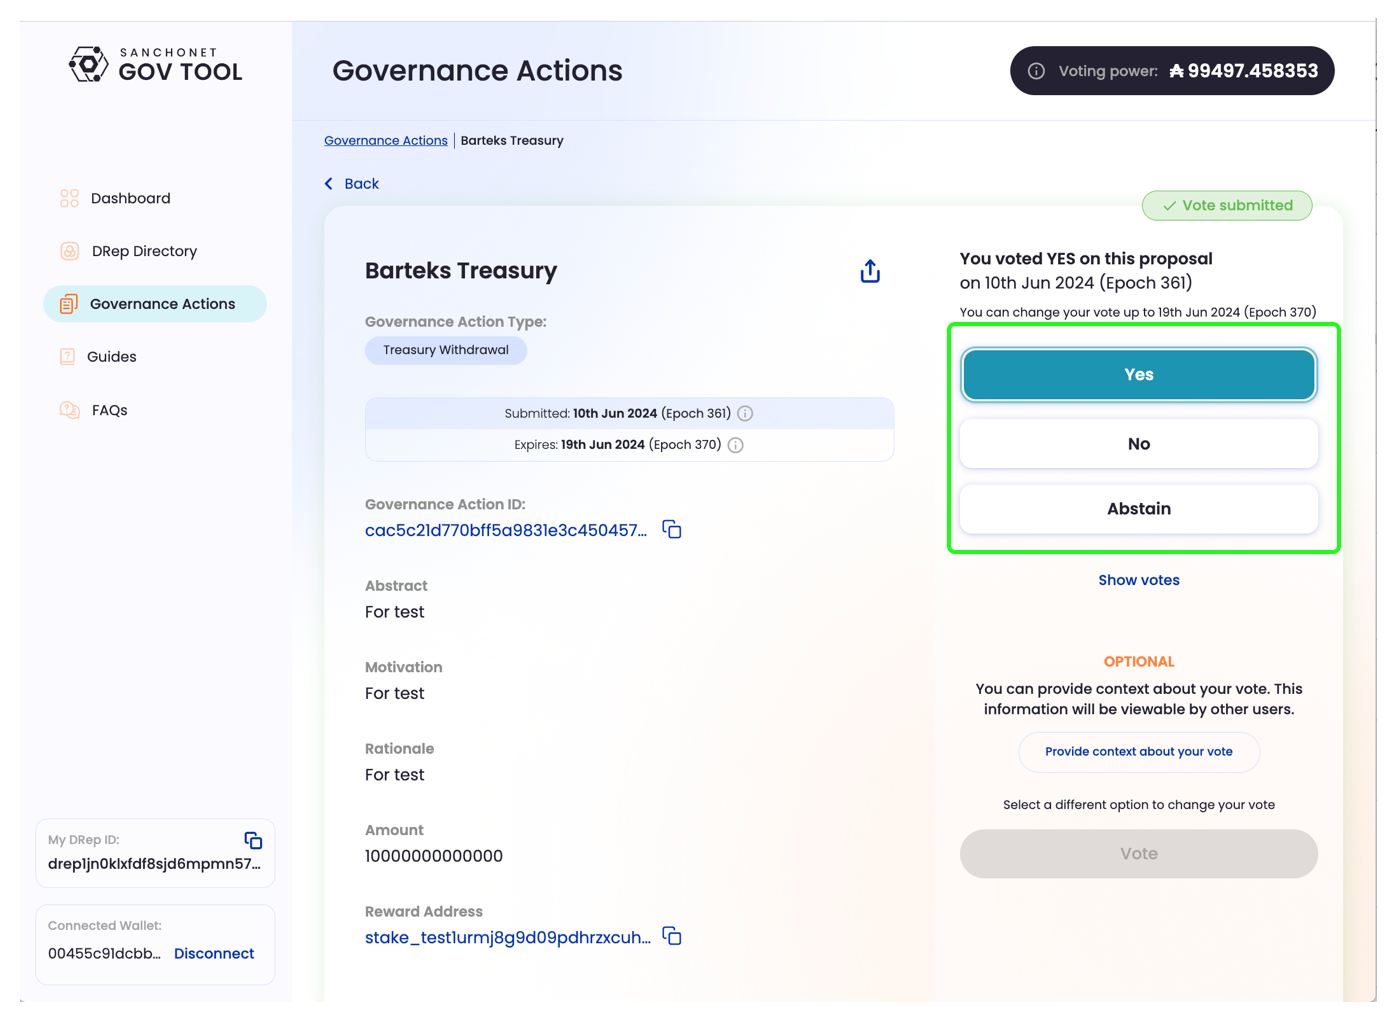 SANCHONET
GOV TOOL
Governance Actions
Voting power: ₳ 99497.458353
Governance Actions | Barteks Treasury
Back
Dashboard
DRep Directory
Governance Actions
Guides
FAQs
My DRep ID:
drep1jn0klxfdf8sjd6mpmn57...
Connected Wallet:
00455c91dcbb... Disconnect
Barteks Treasury
Governance Action Type:
Treasury Withdrawal
Submitted: 10th Jun 2024 (Epoch 361)
Expires: 19th Jun 2024 (Epoch 370)
Governance Action ID:
cac5c21d770bff5a9831e3c450457...
Abstract
For test
Motivation
For test
Rationale
For test
Amount
10000000000000
Reward Address
stake_test1urmj8g9d09pdhrzxcuh...
Vote submitted
You voted YES on this proposal
on 10th Jun 2024 (Epoch 361)
You can change your vote up to 19th Jun 2024 (Epoch 370)
Yes
No
Abstain
Show votes
OPTIONAL
You can provide context about your vote. This
information will be viewable by other users.
Provide context about your vote
Select a different option to change your vote
Vote